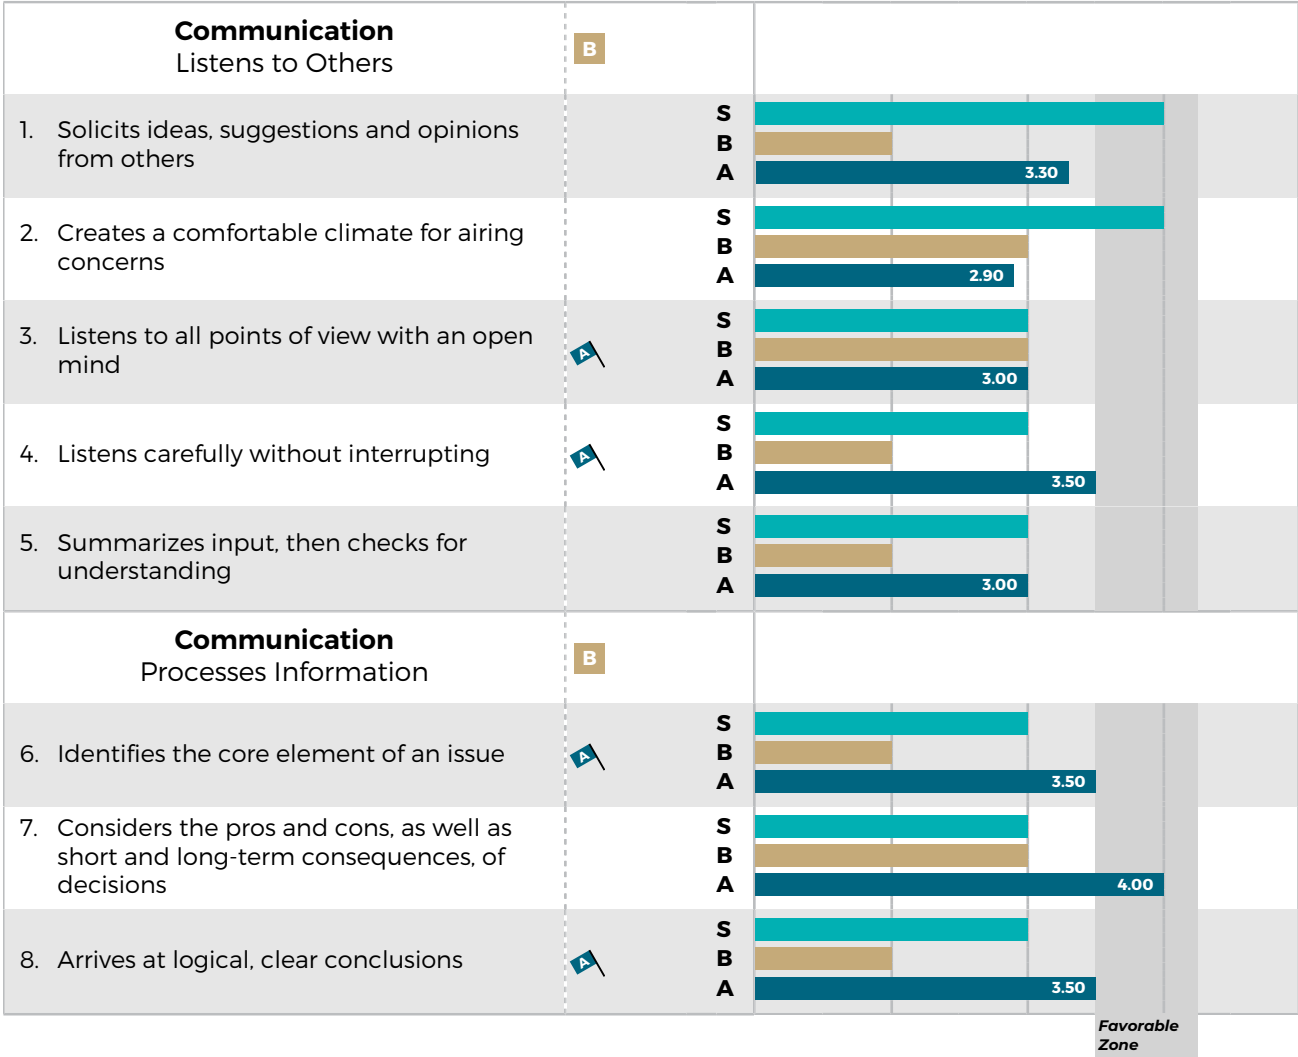 Communication
Listens to Others
B
1. Solicits ideas, suggestions and opinions
from others
S
B
A 3.30
2. Creates a comfortable climate for airing
concerns
S
B
A 2.90
3. Listens to all points of view with an open
mind
A
S
B
A 3.00
4. Listens carefully without interrupting
A
S
B
A 3.50
5. Summarizes input, then checks for
understanding
S
B
A 3.00
Communication
Processes Information
B
6. Identifies the core element of an issue
A
S
B
A 3.50
7. Considers the pros and cons, as well as
short and long-term consequences, of
decisions
S
B
A 4.00
8. Arrives at logical, clear conclusions
A
S
B
A 3.50
Favorable
Zone